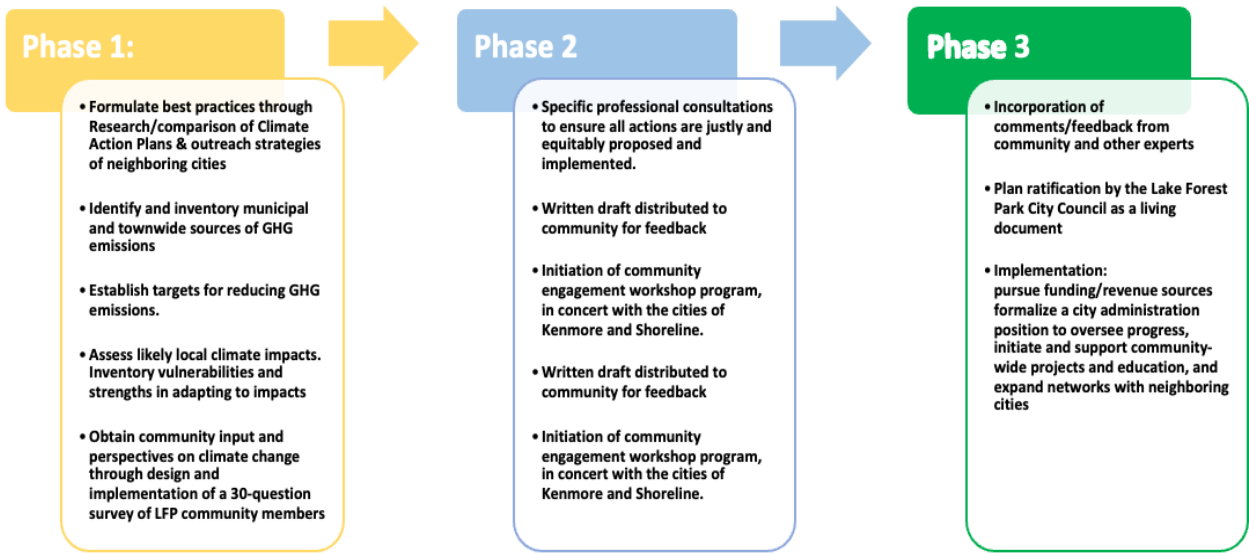 Phase 1:
• Formulate best practices through
Research/comparison of Climate
Action Plans & outreach strategies
of neighboring cities
• Identify and inventory municipal
and townwide sources of GHG
emissions
• Establish targets for reducing GHG
emissions.
• Assess likely local climate impacts.
Inventory vulnerabilities and
strengths in adapting to impacts
• Obtain community input and
perspectives on climate change
through design and
implementation of a 30-question
survey of LFP community members
Phase 2
• Specific professional consultations
to ensure all actions are justly and
equitably proposed and
implemented.
• Written draft distributed to
community for feedback
• Initiation of community
engagement workshop program,
in concert with the cities of
Kenmore and Shoreline.
• Written draft distributed to
community for feedback
• Initiation of community
engagement workshop program,
in concert with the cities of
Kenmore and Shoreline.
Phase 3
• Incorporation of
comments/feedback from
community and other experts
• Plan ratification by the Lake Forest
Park City Council as a living
document
• Implementation:
pursue funding/revenue sources
formalize a city administration
position to oversee progress,
initiate and support community-
wide projects and education, and
expand networks with neighboring
cities